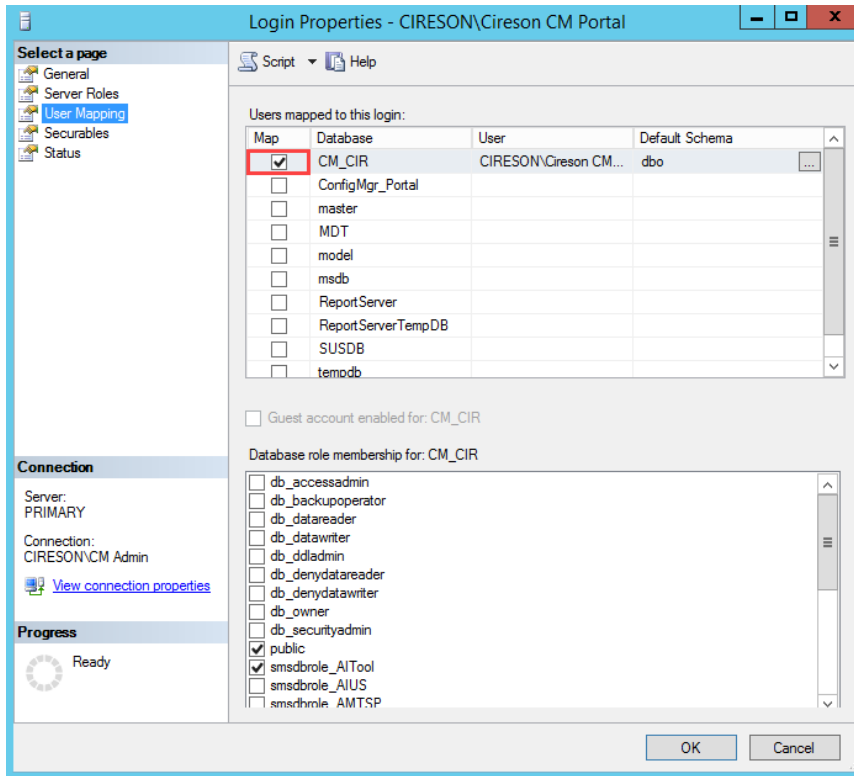 Login Properties - CIRESON\Cireson CM Portal
Select a page
General
Server Roles
User Mapping
Securables
Status
Script Help
Users mapped to this login:
Map Database User Default Schema
CM_CIR CIRESON\Cireson CM... dbo ...
ConfigMgr_Portal
master
MDT
model
msdb
ReportServer
ReportServerTempDB
SUSDB
tempdb
Guest account enabled for: CM_CIR
Database role membership for: CM_CIR
db_accessadmin
db_backupoperator
db_datareader
db_datawriter
db_ddladmin
db_denydatareader
db_denydatawriter
db_owner
db_securityadmin
public
smsdbrole_AITool
smsdbrole_AIUS
smsdbrole_AMTSP
Connection
Server:
PRIMARY
Connection:
CIRESON\CM Admin
View connection properties
Progress
Ready
OK Cancel